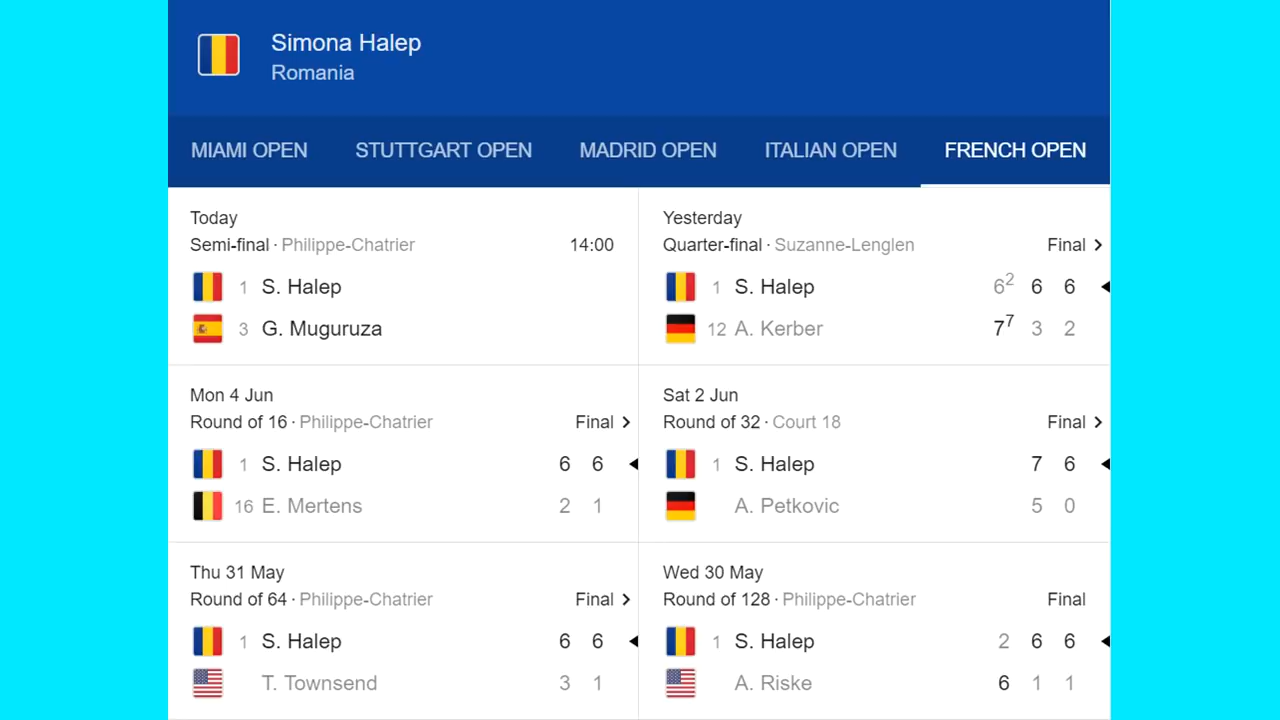 Simona Halep
Romania
MIAMI OPEN STUTTGART OPEN MADRID OPEN ITALIAN OPEN FRENCH OPEN
Today
Semi-final · Philippe-Chatrier 14:00
1 S. Halep
3 G. Muguruza
Yesterday
Quarter-final · Suzanne-Lenglen Final
1 S. Halep 6² 6 6
12 A. Kerber 7⁷ 3 2
Mon 4 Jun
Round of 16 · Philippe-Chatrier Final
1 S. Halep 6 6
16 E. Mertens 2 1
Sat 2 Jun
Round of 32 · Court 18 Final
1 S. Halep 7 6
A. Petkovic 5 0
Thu 31 May
Round of 64 · Philippe-Chatrier Final
1 S. Halep 6 6
T. Townsend 3 1
Wed 30 May
Round of 128 · Philippe-Chatrier Final
1 S. Halep 2 6 6
A. Riske 6 1 1